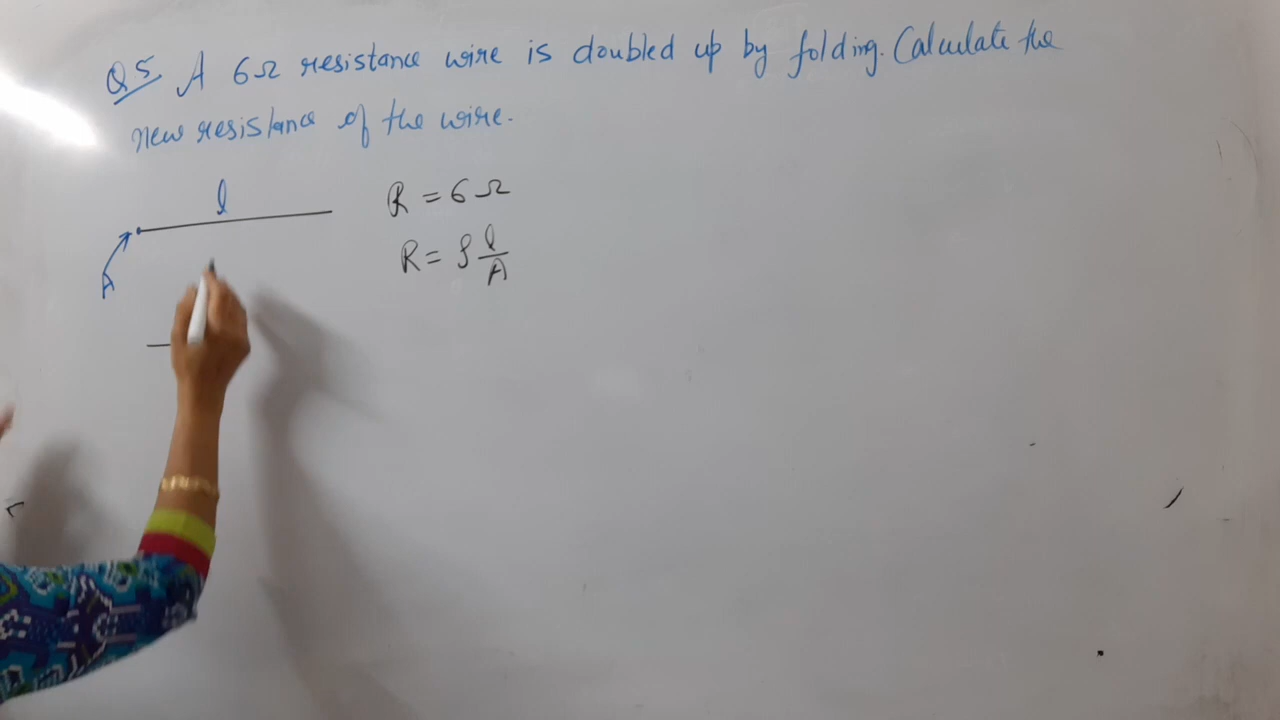 Q5 A 6Ω resistance wire is doubled up by folding. Calculate the
new resistance of the wire.
l
R = 6Ω
A
R = ρ l/A